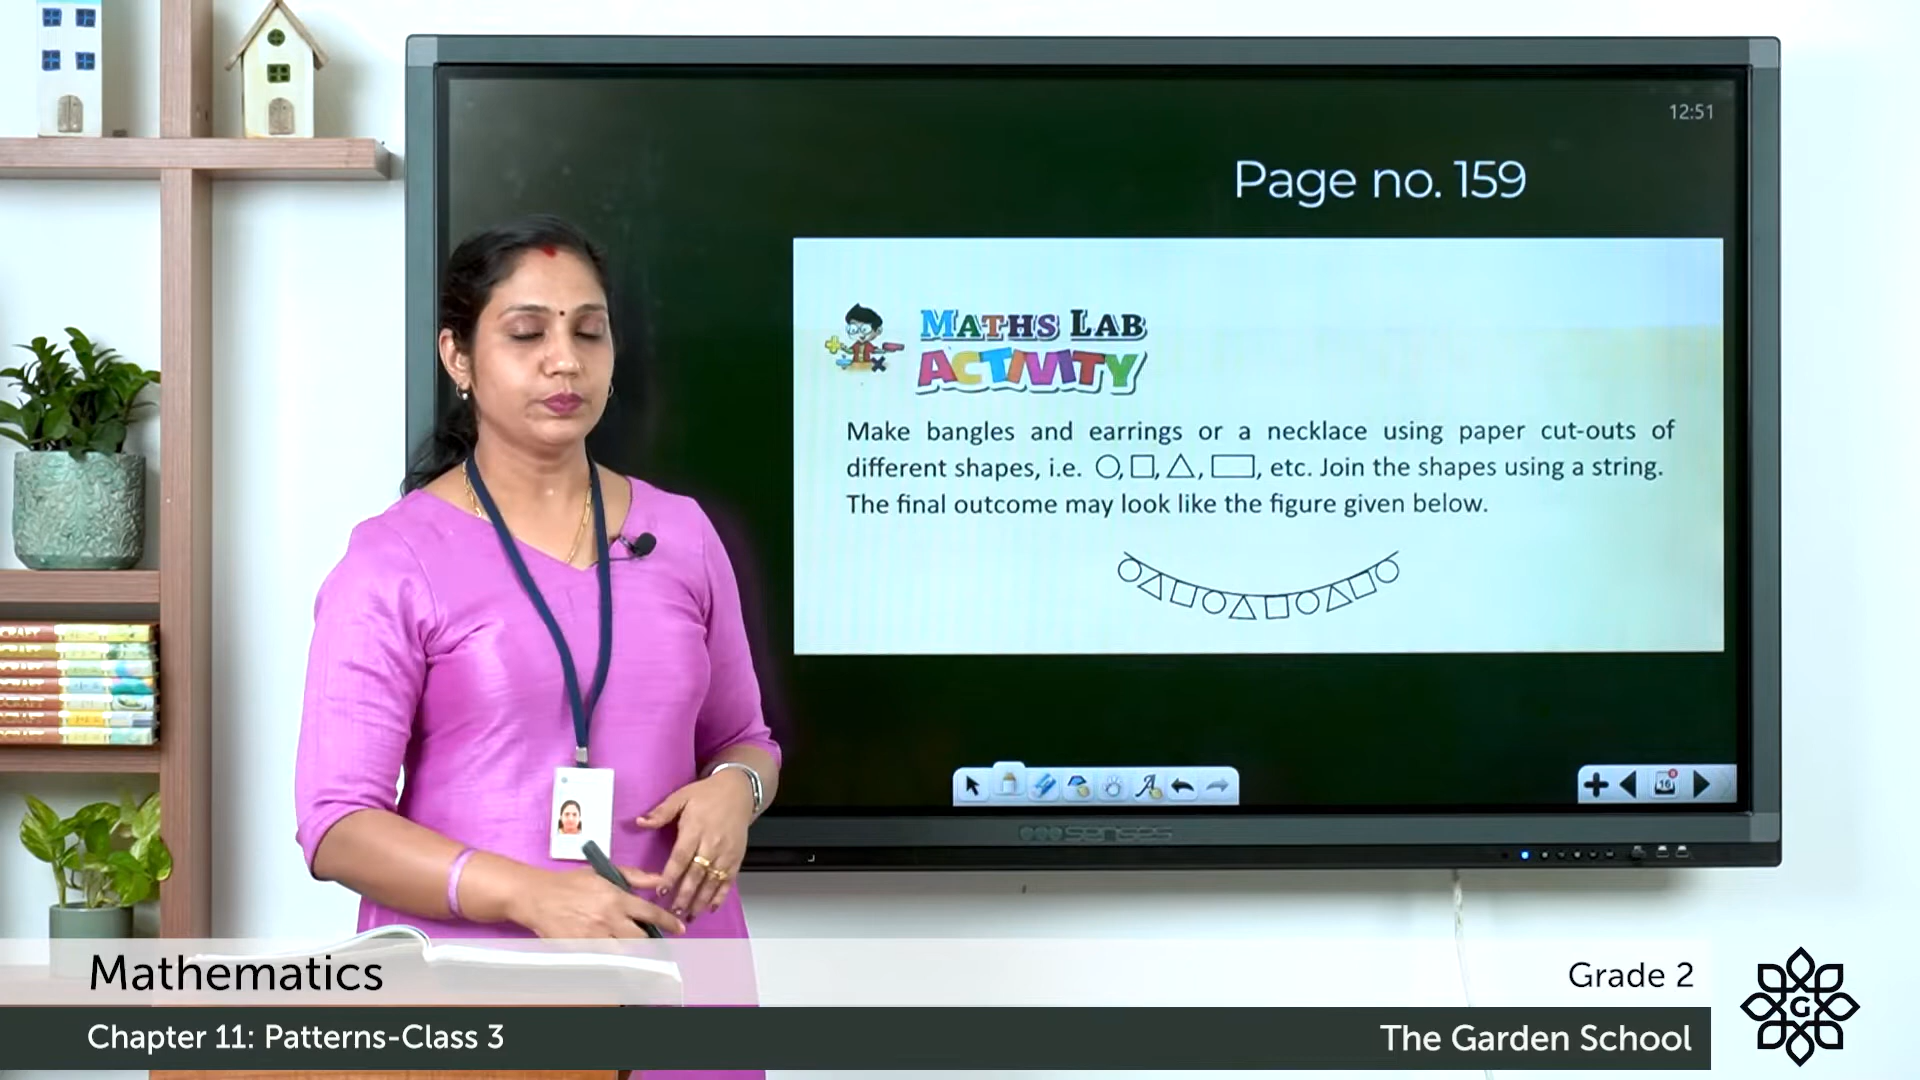 12:51
Page no. 159
MATHS LAB
ACTIVITY
Make bangles and earrings or a necklace using paper cut-outs of
different shapes, i.e. ○, □, △, ▭, etc. Join the shapes using a string.
The final outcome may look like the figure given below.
senses
Mathematics
Grade 2
Chapter 11: Patterns-Class 3
The Garden School
G